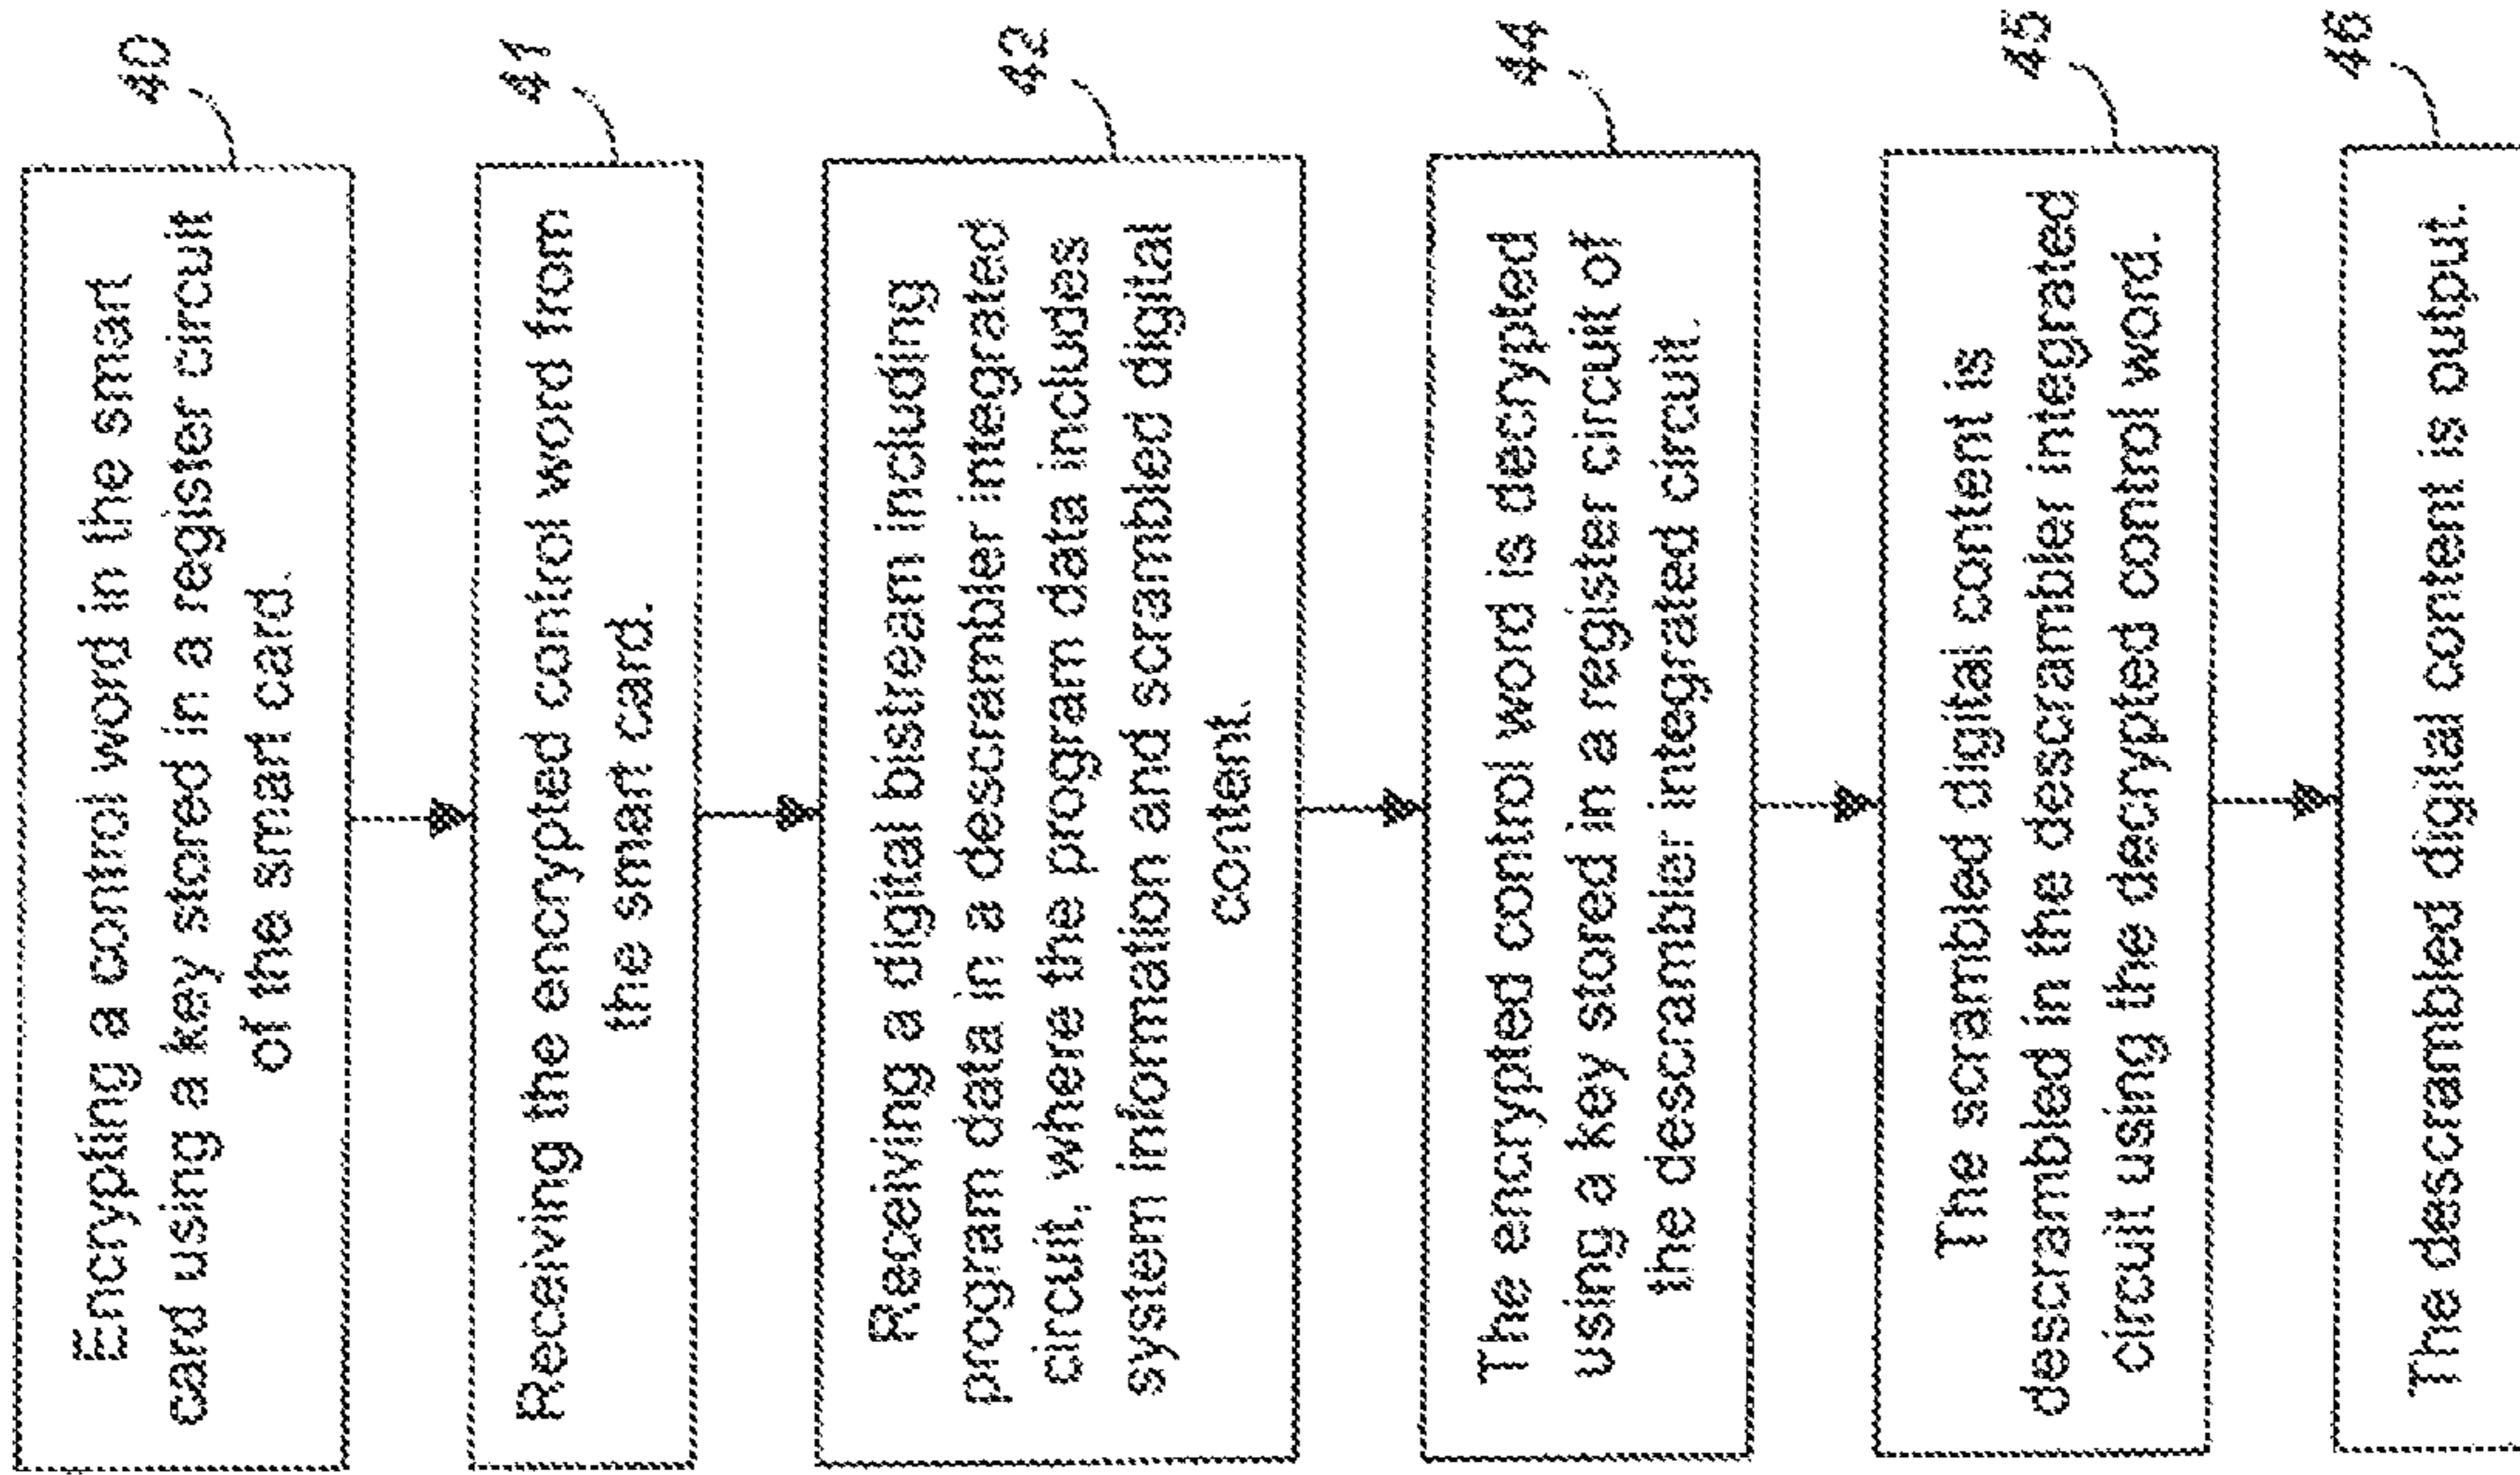 40
Encrypting a control word in the smart
card using a key stored in a register circuit
of the smart card.
41
Receiving the encrypted control word from
the smart card.
42
Receiving a digital bistream including
program data in a descrambler integrated
circuit, where the program data includes
system information and scrambled digital
content.
44
The encrypted control word is decrypted
using a key stored in a register circuit of
the descrambler integrated circuit.
45
The scrambled digital content is
descrambled in the descrambler integrated
circuit using the decrypted control word.
46
The descrambled digital content is output.